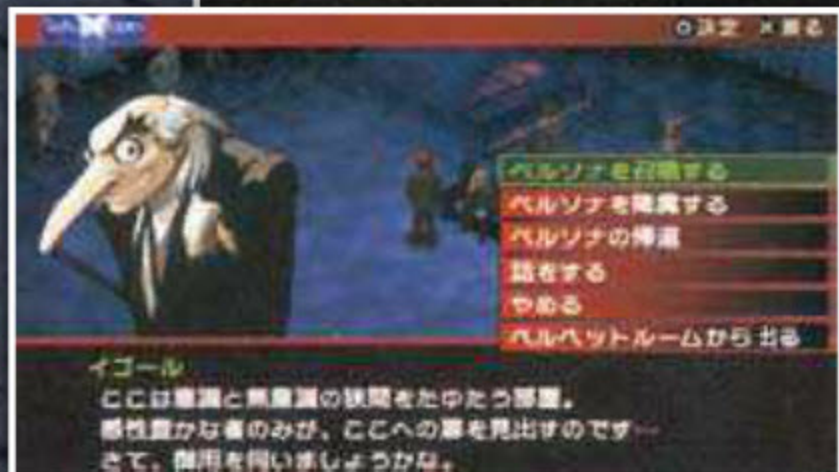 ○決定 ×戻る
ペルソナを召喚する
ペルソナを降魔する
ペルソナの帰還
話をする
やめる
ベルベットルームから出る
イゴール
ここは意識と無意識の狭間をたゆたう部屋。
感性豊かな者のみが、ここへの扉を見出すのです…
さて、御用を伺いましょうかな。